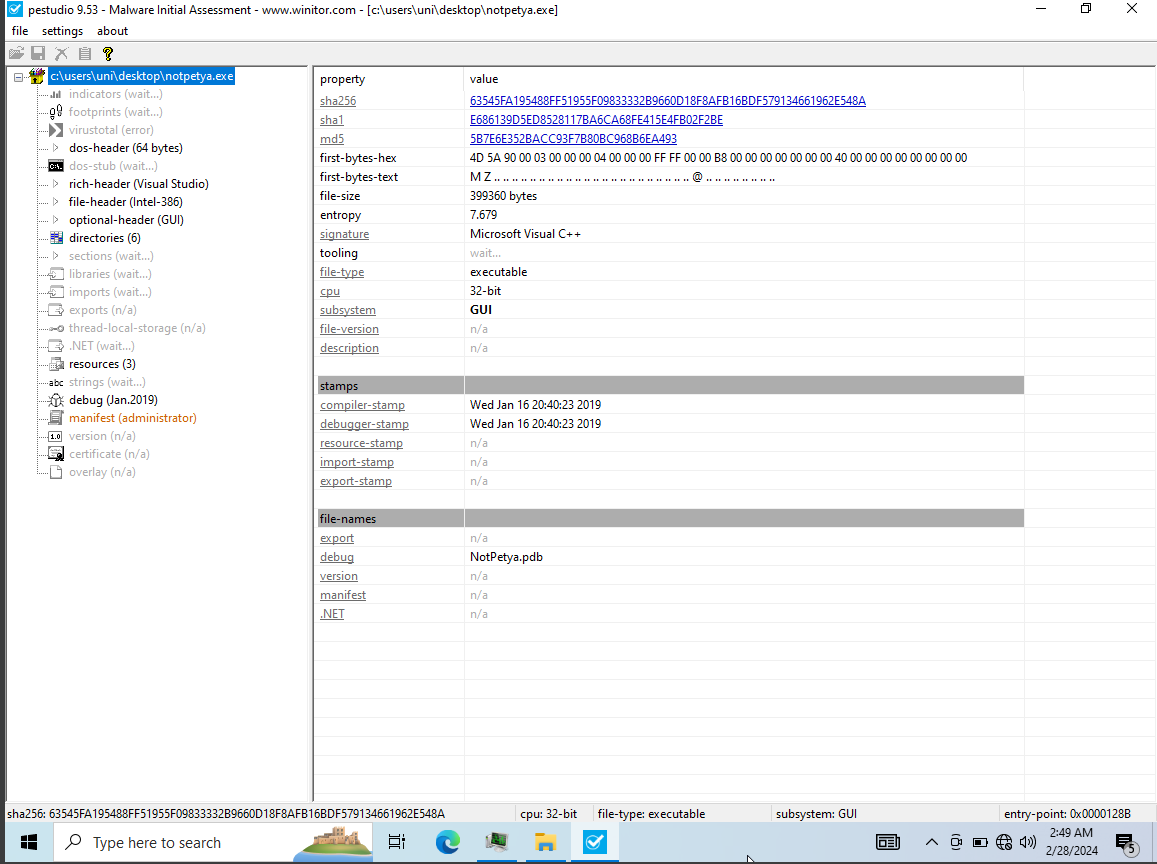 pestudio 9.53 - Malware Initial Assessment - www.winitor.com - [c:\users\uni\desktop\notpetya.exe]
file settings about
c:\users\uni\desktop\notpetya.exe
indicators (wait...)
footprints (wait...)
virustotal (error)
dos-header (64 bytes)
dos-stub (wait...)
rich-header (Visual Studio)
file-header (Intel-386)
optional-header (GUI)
directories (6)
sections (wait...)
libraries (wait...)
imports (wait...)
exports (n/a)
thread-local-storage (n/a)
.NET (wait...)
resources (3)
abc strings (wait...)
debug (Jan.2019)
manifest (administrator)
1.0 version (n/a)
certificate (n/a)
overlay (n/a)
property value
sha256 63545FA195488FF51955F09833332B9660D18F8AFB16BDF579134661962E548A
sha1 E686139D5ED8528117BA6CA68FE415E4FB02F2BE
md5 5B7E6E352BACC93F7B80BC968B6EA493
first-bytes-hex 4D 5A 90 00 03 00 00 00 04 00 00 00 FF FF 00 00 B8 00 00 00 00 00 00 00 40 00 00 00 00 00 00 00
first-bytes-text M Z .. .. .. .. .. .. .. .. .. .. .. .. .. .. .. .. .. .. .. .. .. .. @ .. .. .. .. .. .. ..
file-size 399360 bytes
entropy 7.679
signature Microsoft Visual C++
tooling wait...
file-type executable
cpu 32-bit
subsystem GUI
file-version n/a
description n/a
stamps
compiler-stamp Wed Jan 16 20:40:23 2019
debugger-stamp Wed Jan 16 20:40:23 2019
resource-stamp n/a
import-stamp n/a
export-stamp n/a
file-names
export n/a
debug NotPetya.pdb
version n/a
manifest n/a
.NET n/a
sha256: 63545FA195488FF51955F09833332B9660D18F8AFB16BDF579134661962E548A cpu: 32-bit file-type: executable subsystem: GUI entry-point: 0x0000128B
Type here to search
2:49 AM
2/28/2024
5